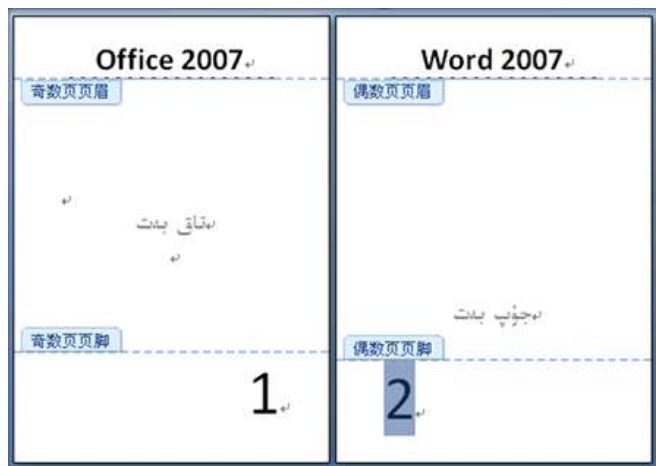 Office 2007
奇数页页眉
تاق بەت
奇数页页脚
1
Word 2007
偶数页页眉
جۈپ بەت
偶数页页脚
2